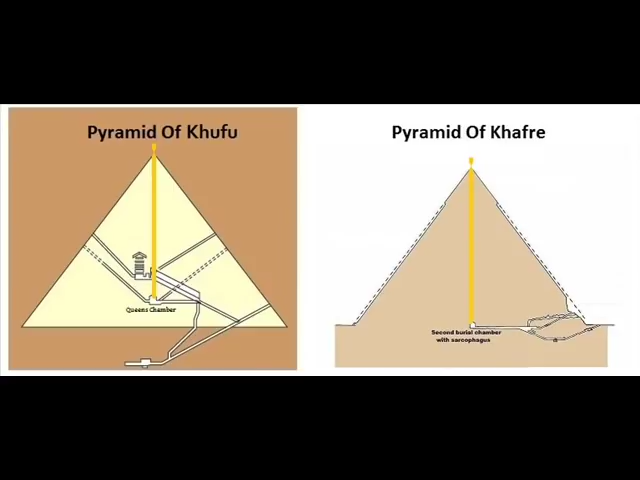 Pyramid Of Khufu
Queens Chamber
Pyramid Of Khafre
Second burial chamber
with sarcophagus